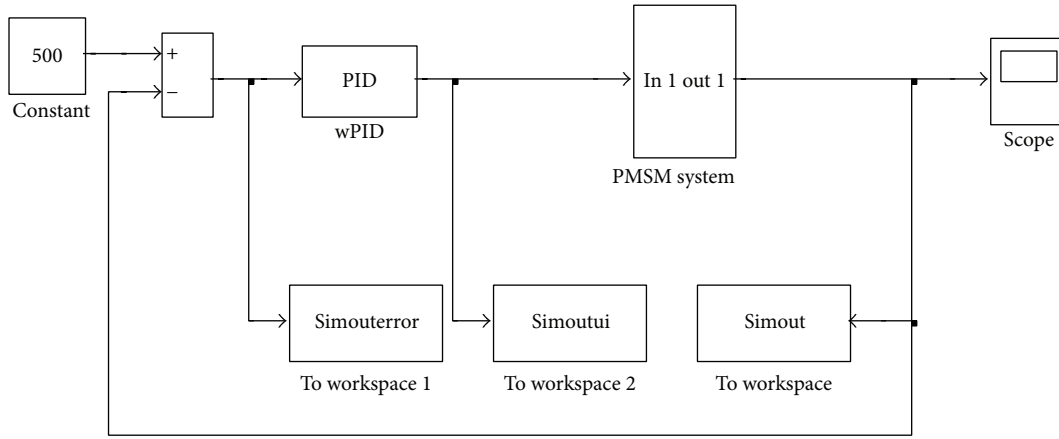 500
Constant
+
−
PID
wPID
In 1 out 1
PMSM system
Scope
Simouterror
To workspace 1
Simoutui
To workspace 2
Simout
To workspace